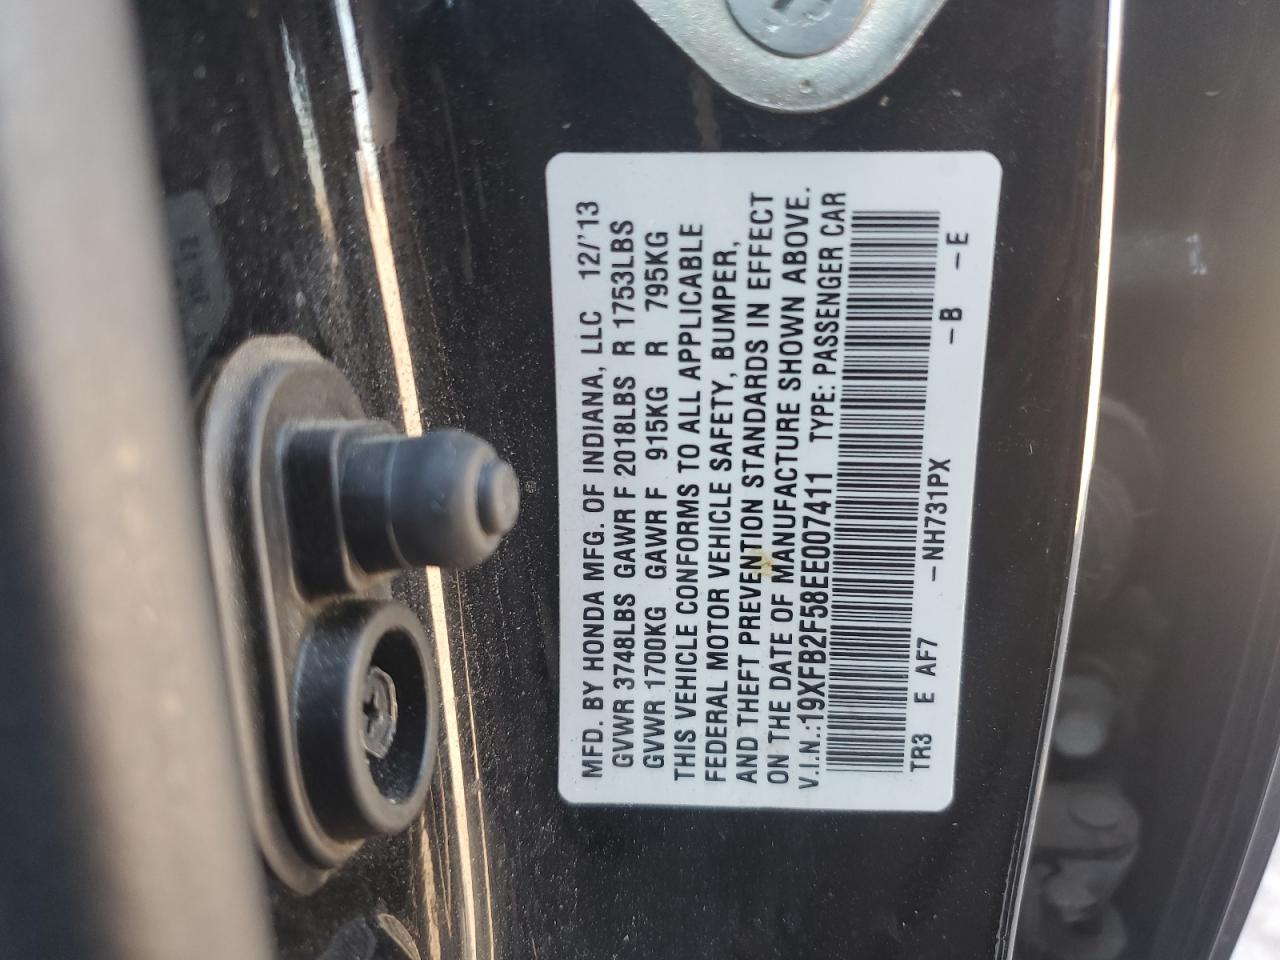 MFD. BY HONDA MFG. OF INDIANA, LLC 12/'13
GVWR 3748LBS GAWR F 2018LBS R 1753LBS
GVWR 1700KG GAWR F 915KG R 795KG
THIS VEHICLE CONFORMS TO ALL APPLICABLE
FEDERAL MOTOR VEHICLE SAFETY, BUMPER,
AND THEFT PREVENTION STANDARDS IN EFFECT
ON THE DATE OF MANUFACTURE SHOWN ABOVE.
V.I.N.:19XFB2F58EE007411 TYPE: PASSENGER CAR
TR3 E AF7 –NH731PX –B –E